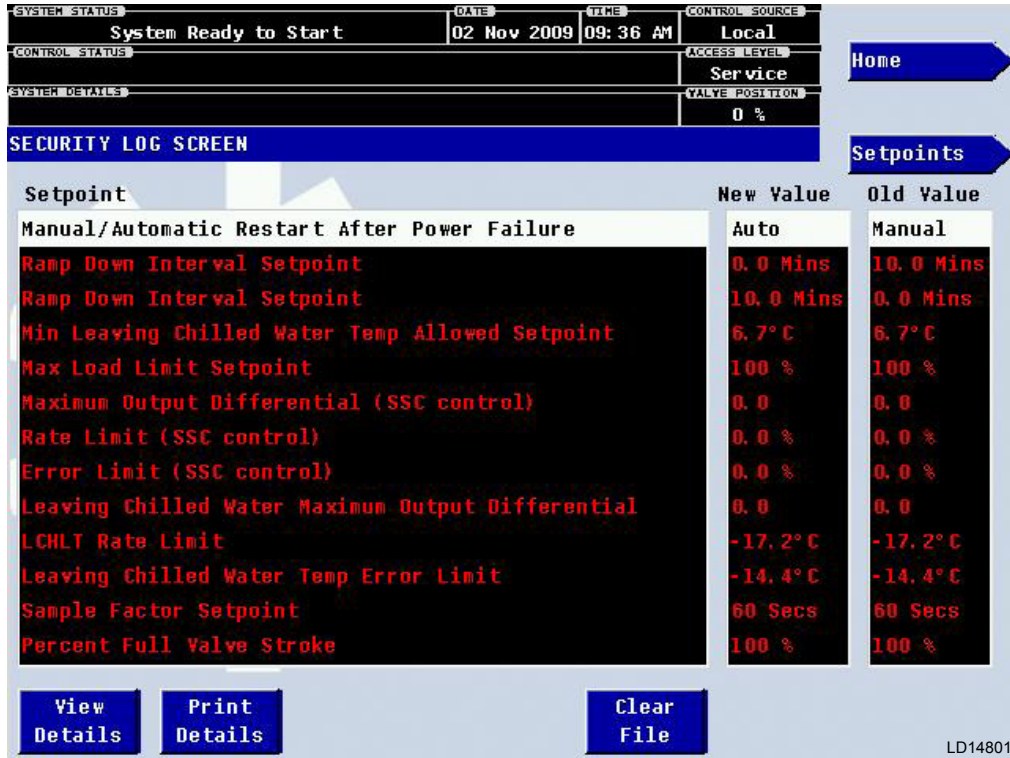 SYSTEM STATUS DATE TIME CONTROL SOURCE
System Ready to Start 02 Nov 2009 09:36 AM Local
CONTROL STATUS ACCESS LEVEL
Service
Home
SYSTEM DETAILS VALVE POSITION
0 %
SECURITY LOG SCREEN
Setpoints
Setpoint New Value Old Value
Manual/Automatic Restart After Power Failure Auto Manual
Ramp Down Interval Setpoint 0.0 Mins 10.0 Mins
Ramp Down Interval Setpoint 10.0 Mins 0.0 Mins
Min Leaving Chilled Water Temp Allowed Setpoint 6.7°C 6.7°C
Max Load Limit Setpoint 100 % 100 %
Maximum Output Differential (SSC control) 0.0 0.0
Rate Limit (SSC control) 0.0 % 0.0 %
Error Limit (SSC control) 0.0 % 0.0 %
Leaving Chilled Water Maximum Output Differential 0.0 0.0
LCHLT Rate Limit -17.2°C -17.2°C
Leaving Chilled Water Temp Error Limit -14.4°C -14.4°C
Sample Factor Setpoint 60 Secs 60 Secs
Percent Full Valve Stroke 100 % 100 %
View Details
Print Details
Clear File
LD14801